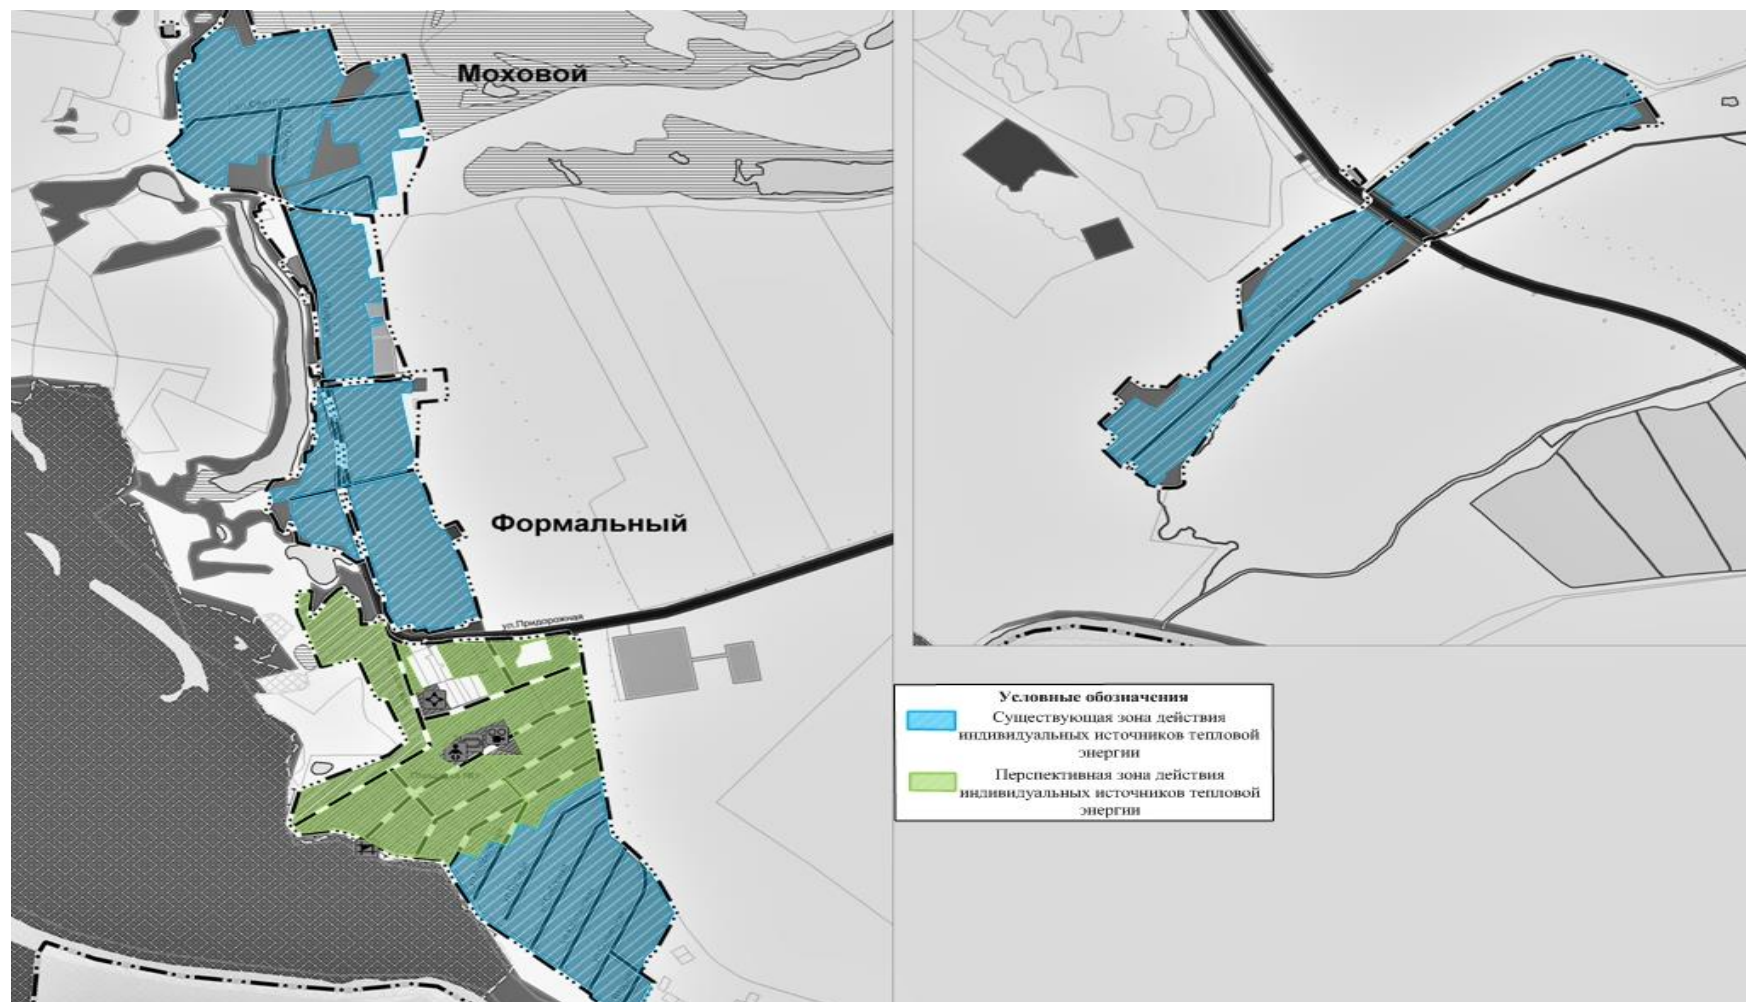 Моховой
Формальный
ул.Придорожная
Условные обозначения
Существующая зона действия
индивидуальных источников тепловой
энергии
Перспективная зона действия
индивидуальных источников тепловой
энергии